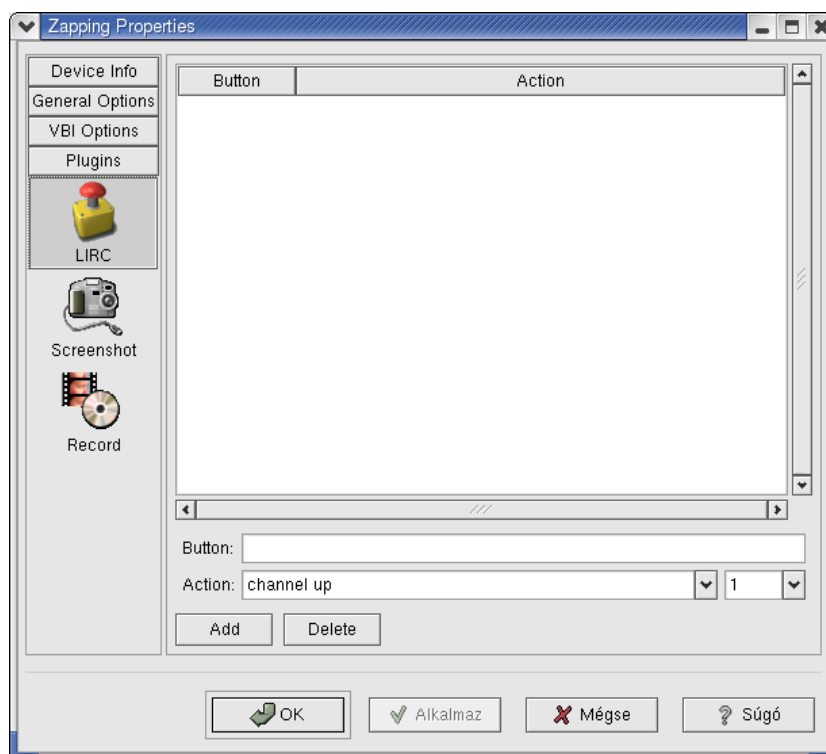 Zapping Properties
Device Info
General Options
VBI Options
Plugins
LIRC
Screenshot
Record
Button Action
Button:
Action: channel up 1
Add Delete
OK Alkalmaz Mégse Súgó